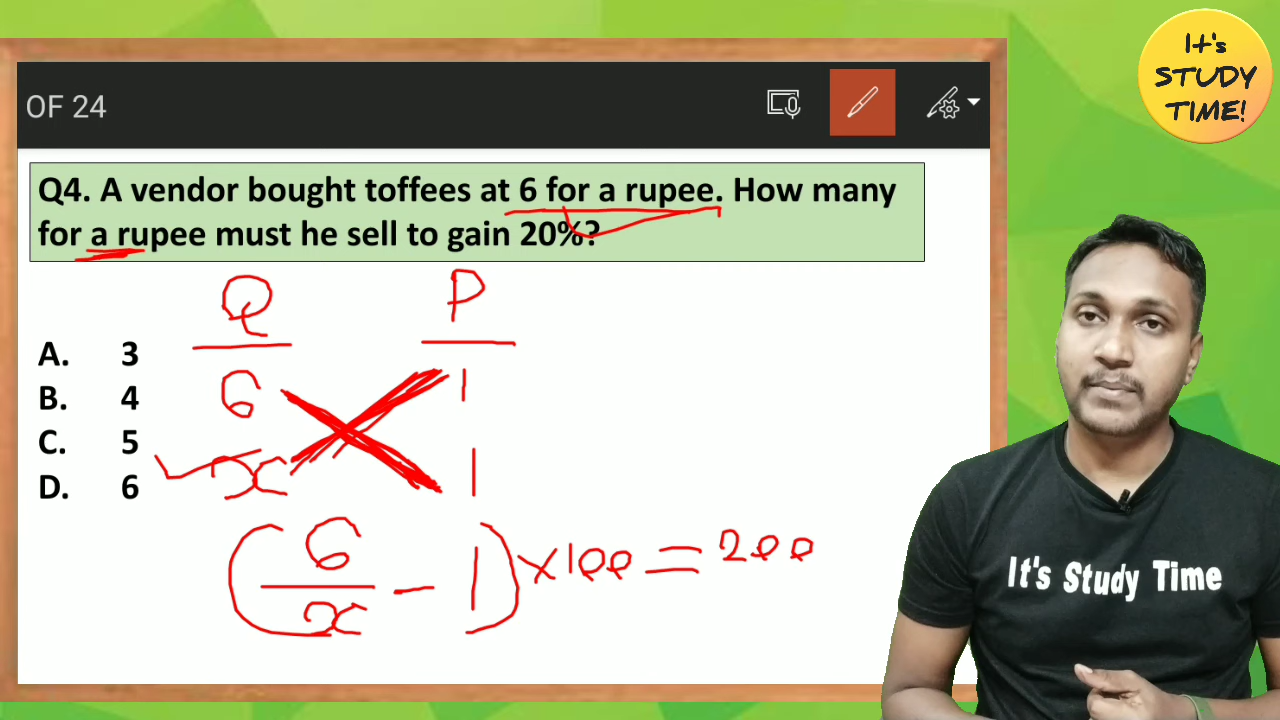 It's
STUDY
TIME!
OF 24
Q4. A vendor bought toffees at 6 for a rupee. How many
for a rupee must he sell to gain 20%?
Q P
A. 3
6 1
B. 4
C. 5
x 1
D. 6
(6/x - 1) × 100 = 200
It's Study Time